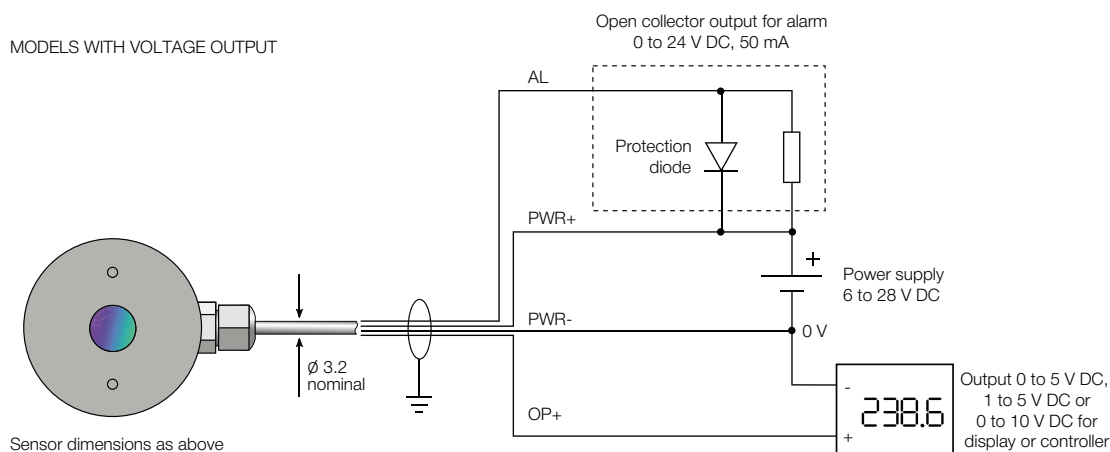 MODELS WITH VOLTAGE OUTPUT
Open collector output for alarm
0 to 24 V DC, 50 mA
AL
Protection
diode
PWR+
+
Power supply
6 to 28 V DC
PWR-
0 V
Ø 3.2
nominal
-
238.6
+
Output 0 to 5 V DC,
1 to 5 V DC or
0 to 10 V DC for
display or controller
OP+
Sensor dimensions as above